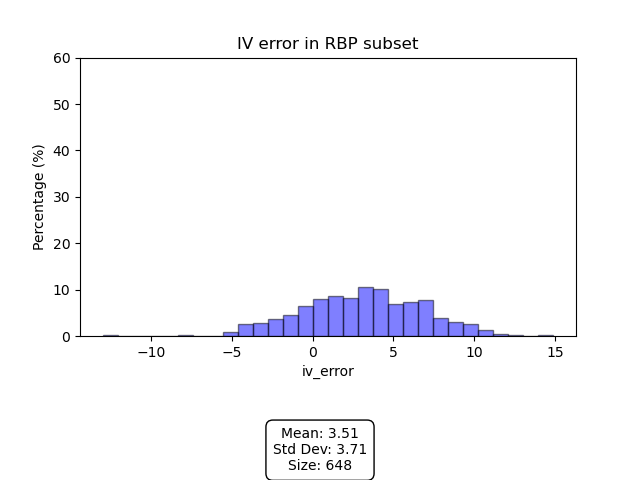 IV error in RBP subset
Percentage (%)
60
50
40
30
20
10
0
−10
−5
0
5
10
15
iv_error
Mean: 3.51
Std Dev: 3.71
Size: 648